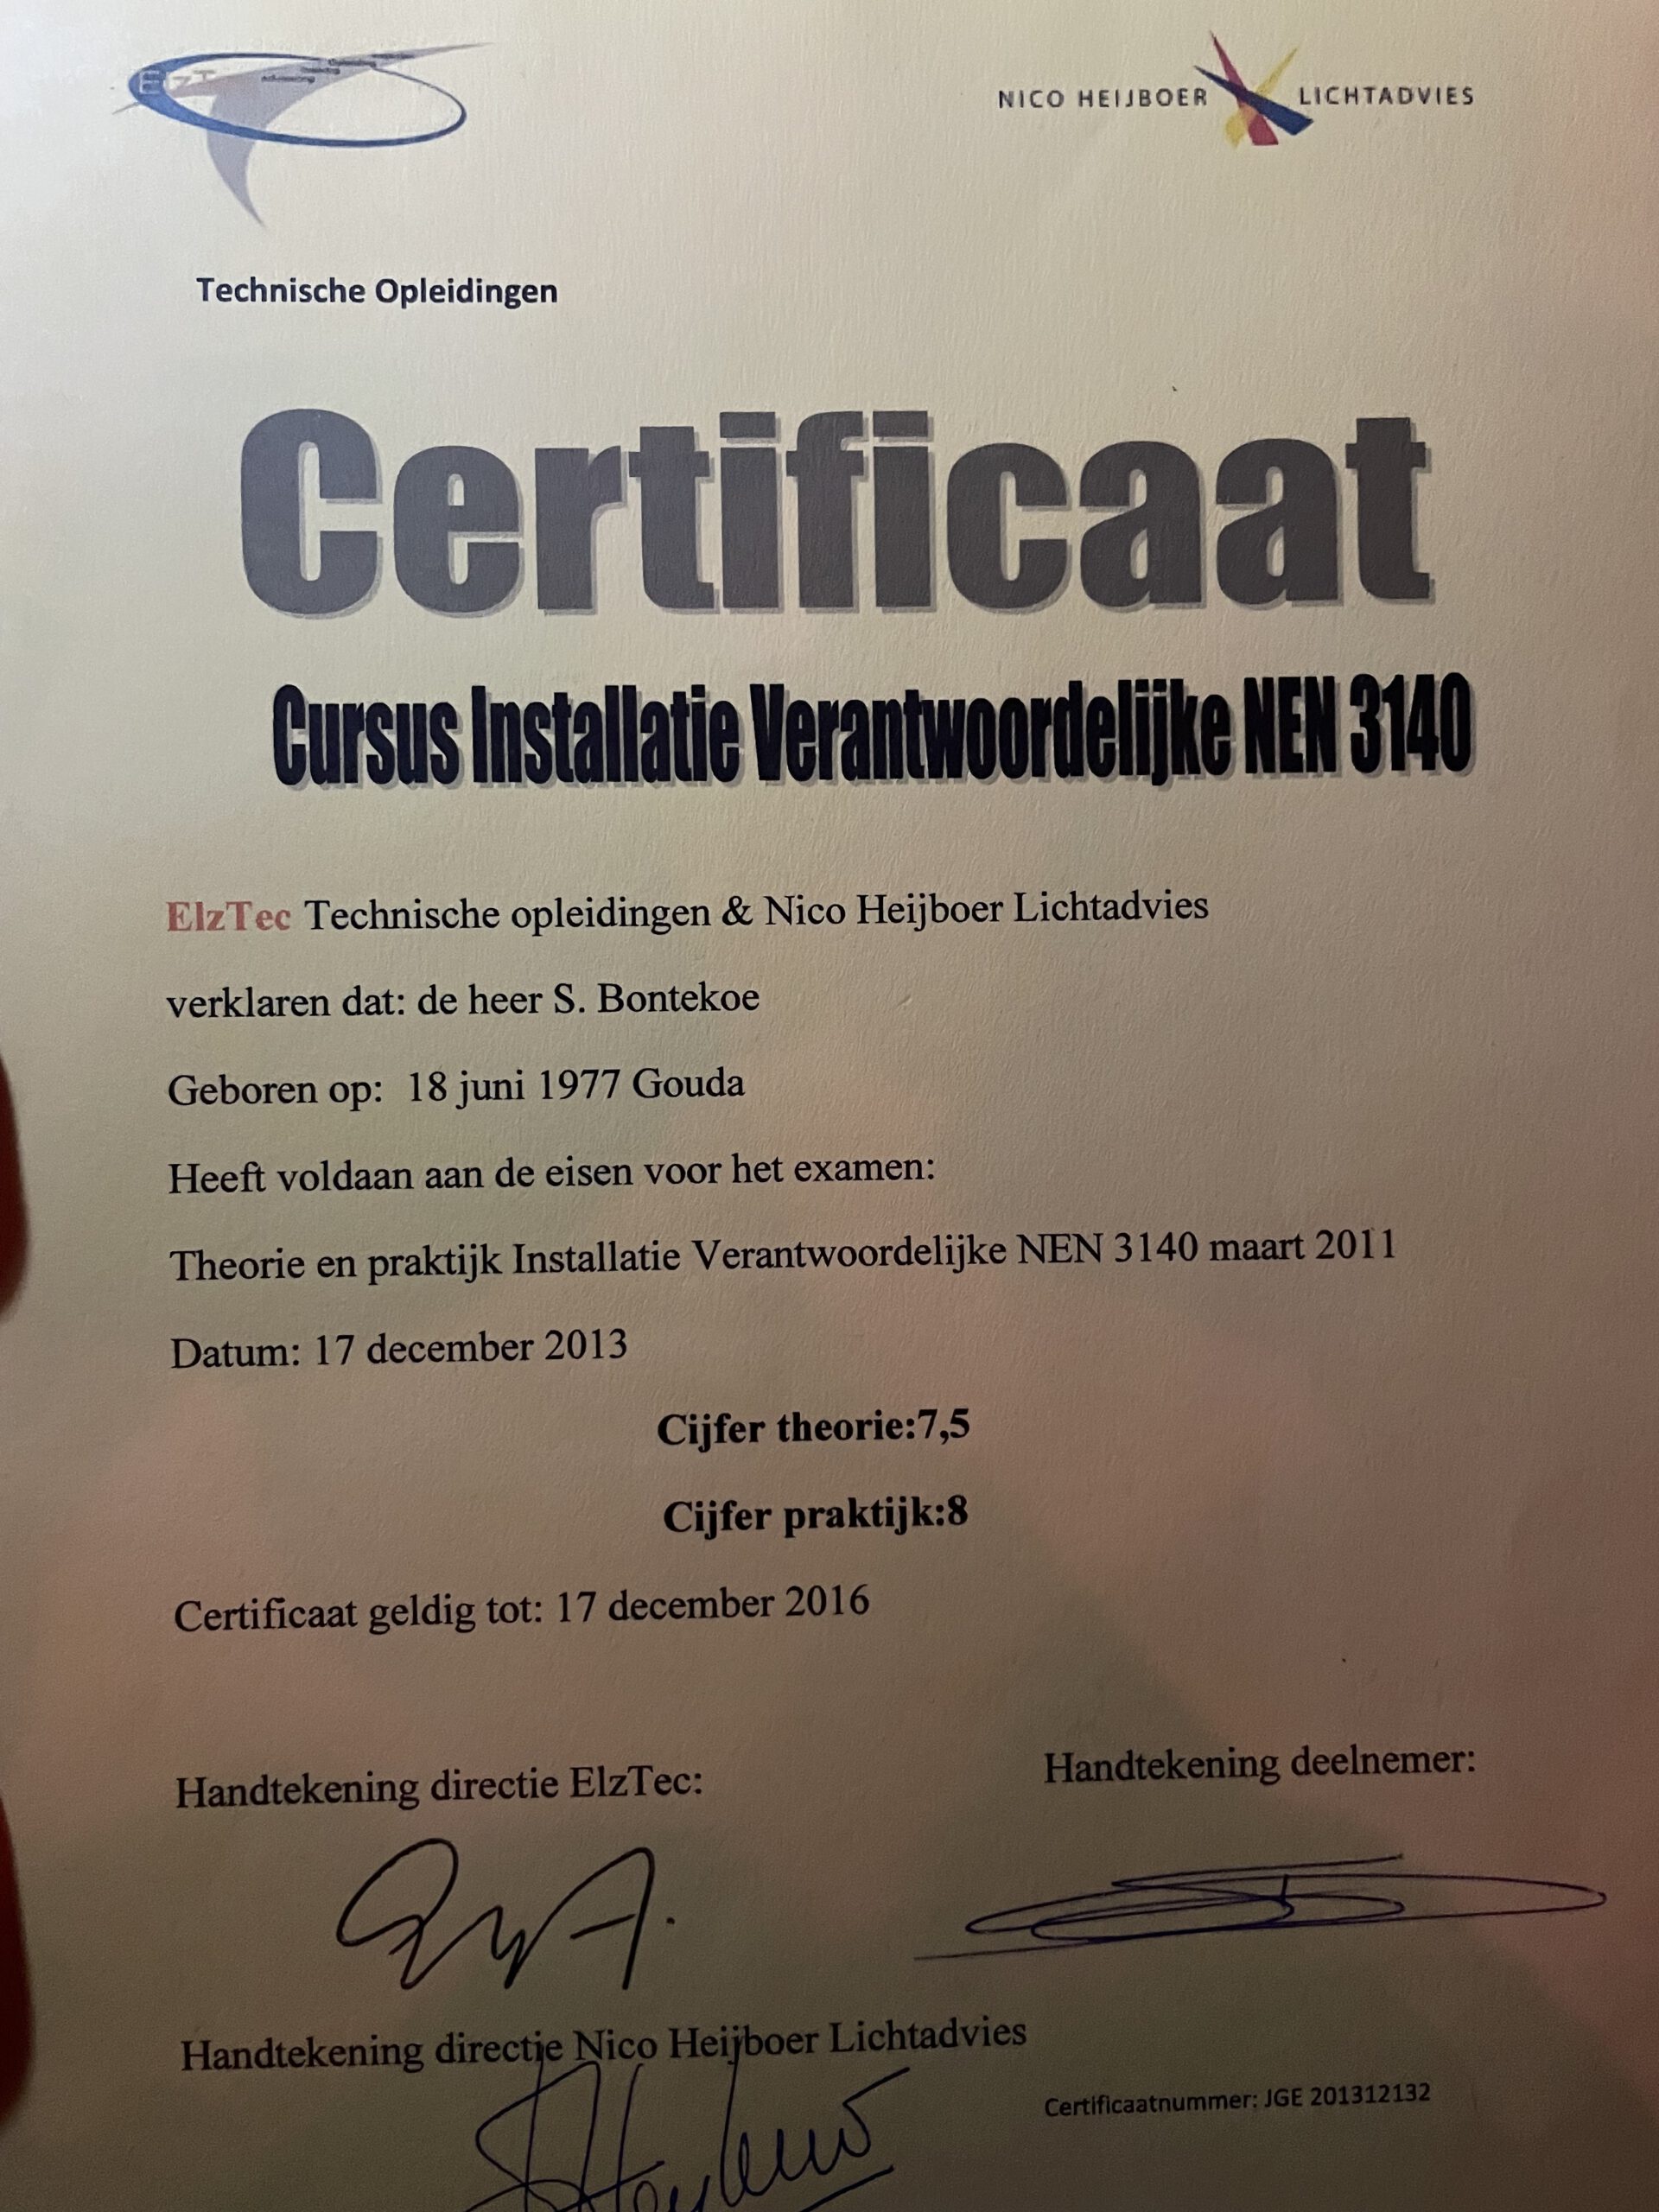 NICO HEIJBOER LICHTADVIES
Technische Opleidingen
Certificaat
Cursus Installatie Verantwoordelijke NEN 3140
ElzTec Technische opleidingen & Nico Heijboer Lichtadvies
verklaren dat: de heer S. Bontekoe
Geboren op: 18 juni 1977 Gouda
Heeft voldaan aan de eisen voor het examen:
Theorie en praktijk Installatie Verantwoordelijke NEN 3140 maart 2011
Datum: 17 december 2013
Cijfer theorie:7,5
Cijfer praktijk:8
Certificaat geldig tot: 17 december 2016
Handtekening directie ElzTec:
Handtekening deelnemer:
Handtekening directie Nico Heijboer Lichtadvies
Certificaatnummer: JGE 201312132